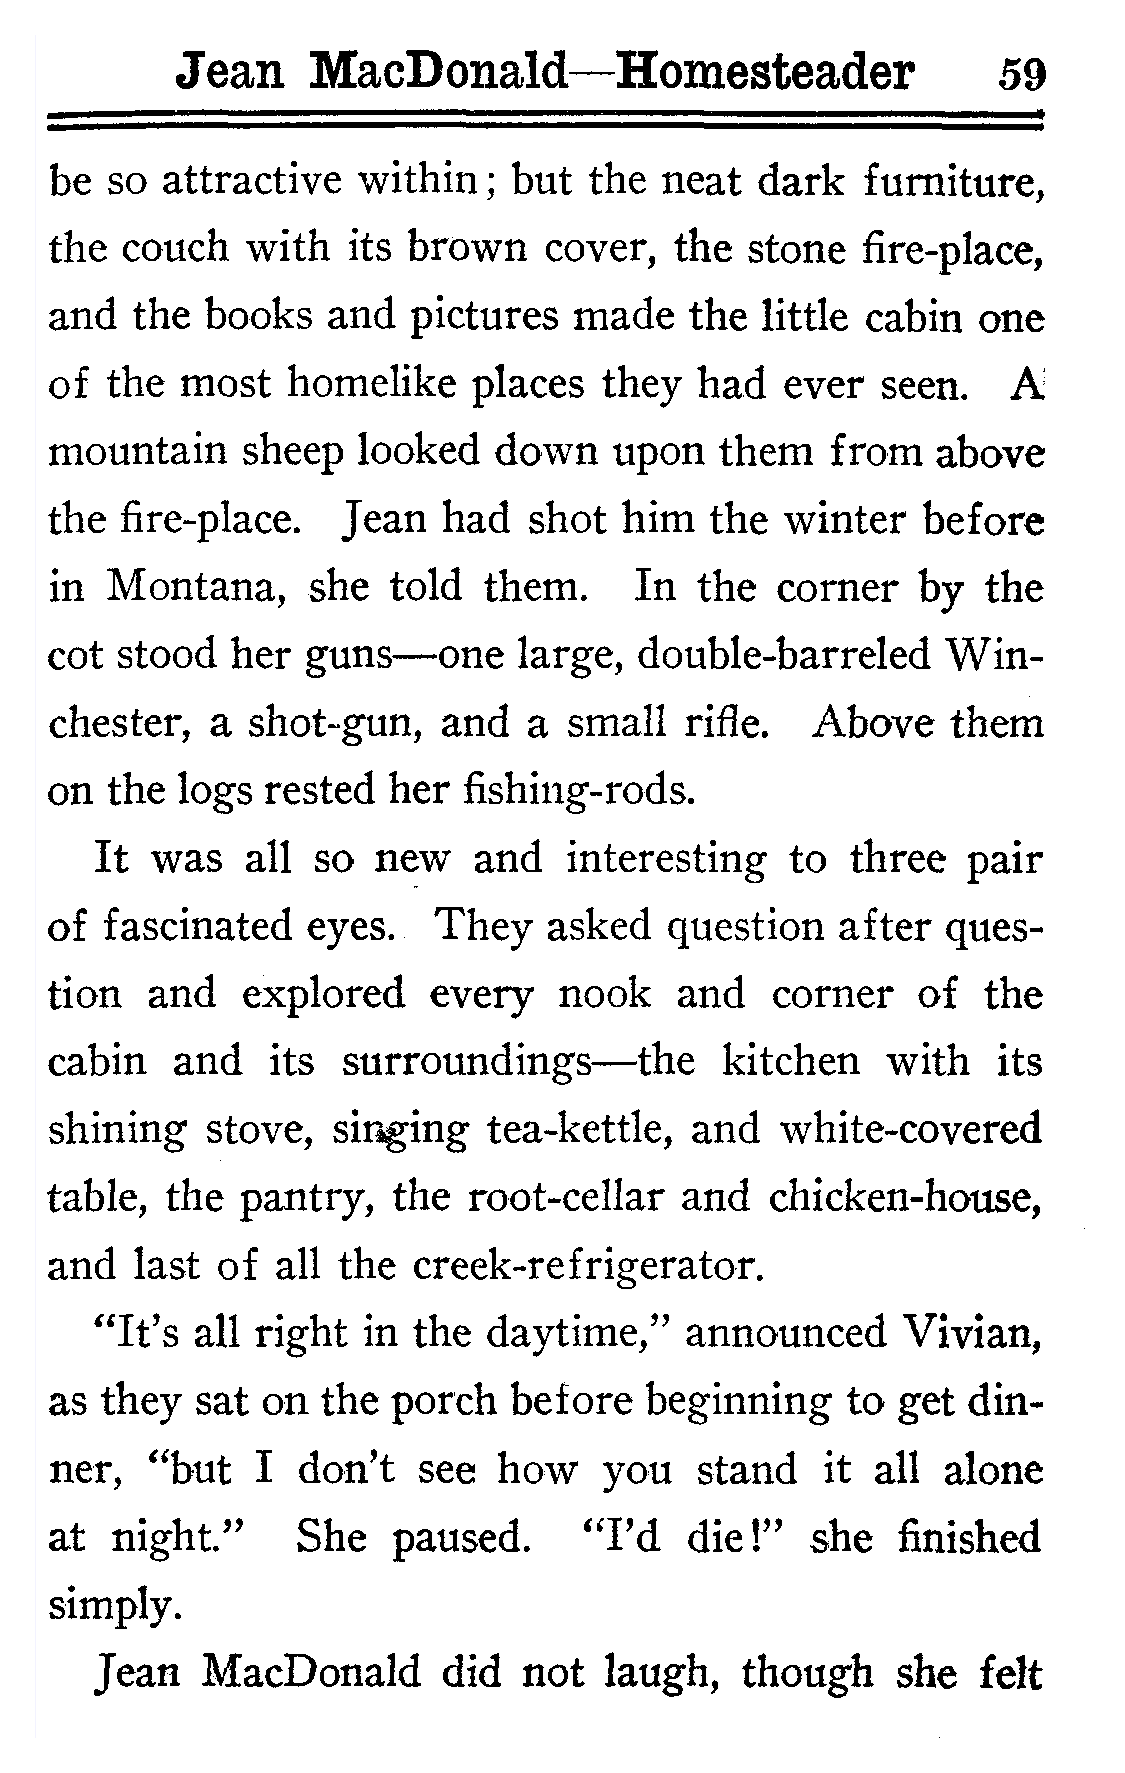 Jean MacDonald—Homesteader 59
be so attractive within; but the neat dark furniture,
the couch with its brown cover, the stone fire-place,
and the books and pictures made the little cabin one
of the most homelike places they had ever seen. A
mountain sheep looked down upon them from above
the fire-place. Jean had shot him the winter before
in Montana, she told them. In the corner by the
cot stood her guns—one large, double-barreled Win-
chester, a shot-gun, and a small rifle. Above them
on the logs rested her fishing-rods.
It was all so new and interesting to three pair
of fascinated eyes. They asked question after ques-
tion and explored every nook and corner of the
cabin and its surroundings—the kitchen with its
shining stove, singing tea-kettle, and white-covered
table, the pantry, the root-cellar and chicken-house,
and last of all the creek-refrigerator.
“It’s all right in the daytime,” announced Vivian,
as they sat on the porch before beginning to get din-
ner, “but I don’t see how you stand it all alone
at night.” She paused. “I’d die!” she finished
simply.
Jean MacDonald did not laugh, though she felt